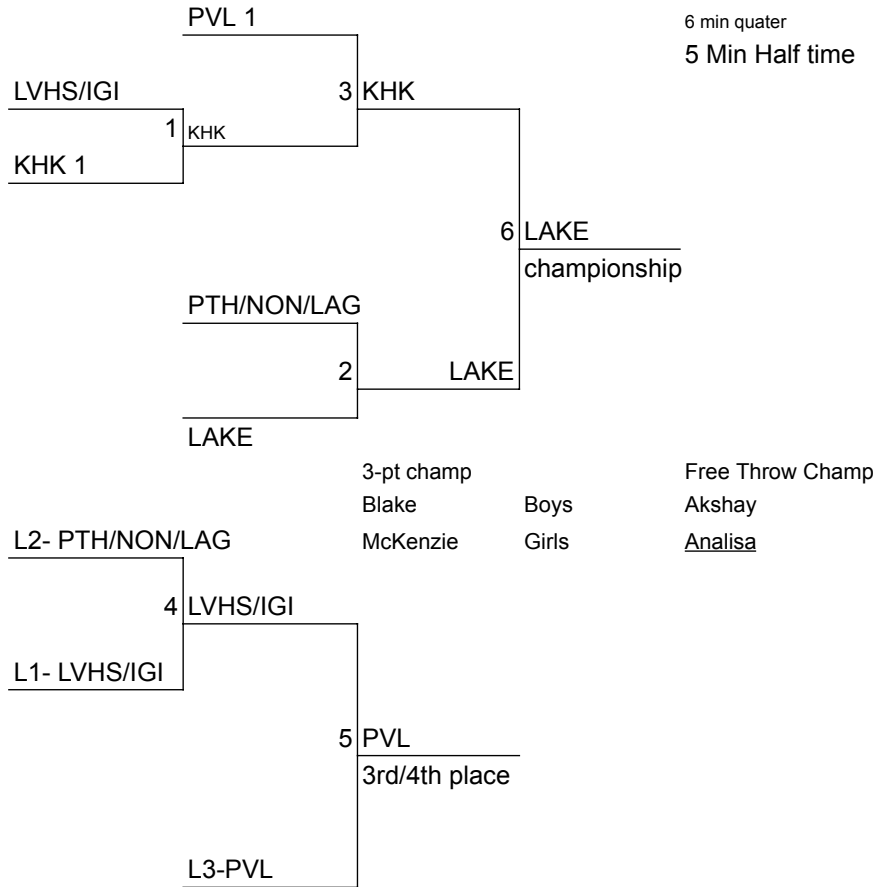 PVL 1
6 min quater
5 Min Half time
LVHS/IGI
3 KHK
1 KHK
KHK 1
6 LAKE
championship
PTH/NON/LAG
2 LAKE
LAKE
3-pt champ Free Throw Champ
Blake Boys Akshay
McKenzie Girls Analisa
L2- PTH/NON/LAG
4 LVHS/IGI
L1- LVHS/IGI
5 PVL
3rd/4th place
L3-PVL